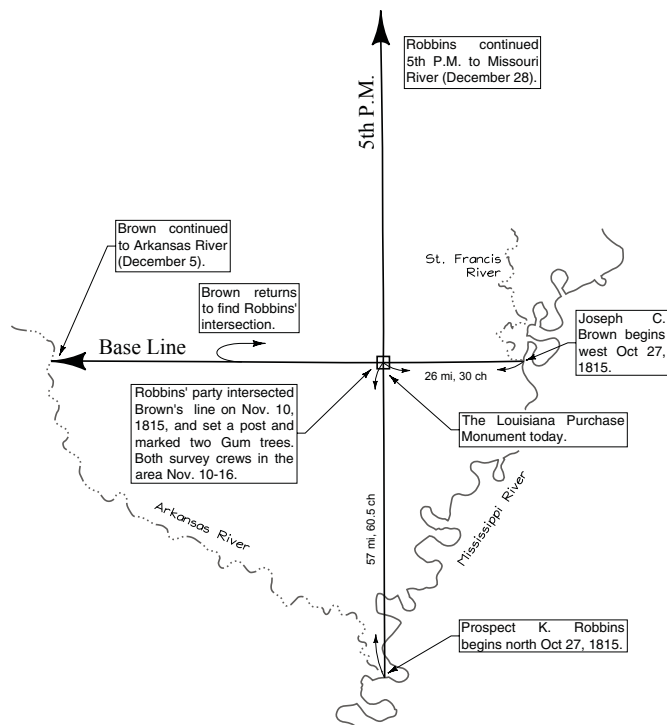 Robbins continued
5th P.M. to Missouri
River (December 28).
5th P.M.
Brown continued
to Arkansas River
(December 5).
St. Francis
River
Brown returns
to find Robbins'
intersection.
Joseph C.
Brown begins
west Oct 27,
1815.
Base Line
26 mi, 30 ch
Robbins' party intersected
Brown's line on Nov. 10,
1815, and set a post and
marked two Gum trees.
Both survey crews in the
area Nov. 10-16.
The Louisiana Purchase
Monument today.
Arkansas River
57 mi, 60.5 ch
Mississippi River
Prospect K. Robbins
begins north Oct 27, 1815.